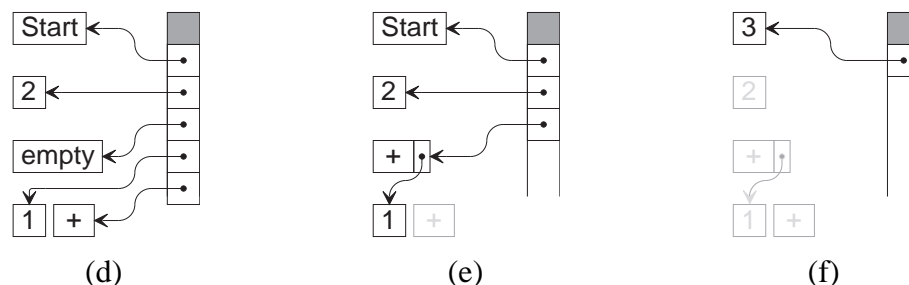 Start Start 3
2 2 2
empty + +
1 + 1 + 1 +
(d) (e) (f)